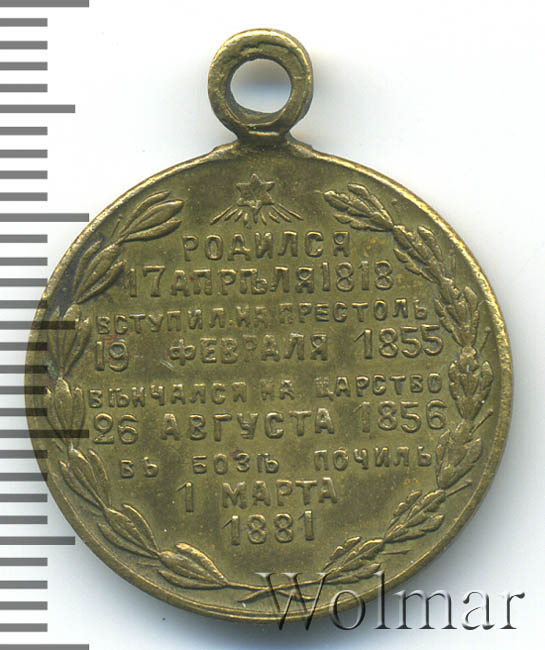 РОДИЛСЯ
17 АПРѢЛЯ 1818
ВСТУПИЛ. НА ПРЕСТОЛЪ
19 ФЕВРАЛЯ 1855
ВѢНЧАЛСЯ НА ЦАРСТВО
26 АВГУСТА 1856
ВЪ БОЗѢ ПОЧИЛЪ
1 МАРТА
1881
Wolmar